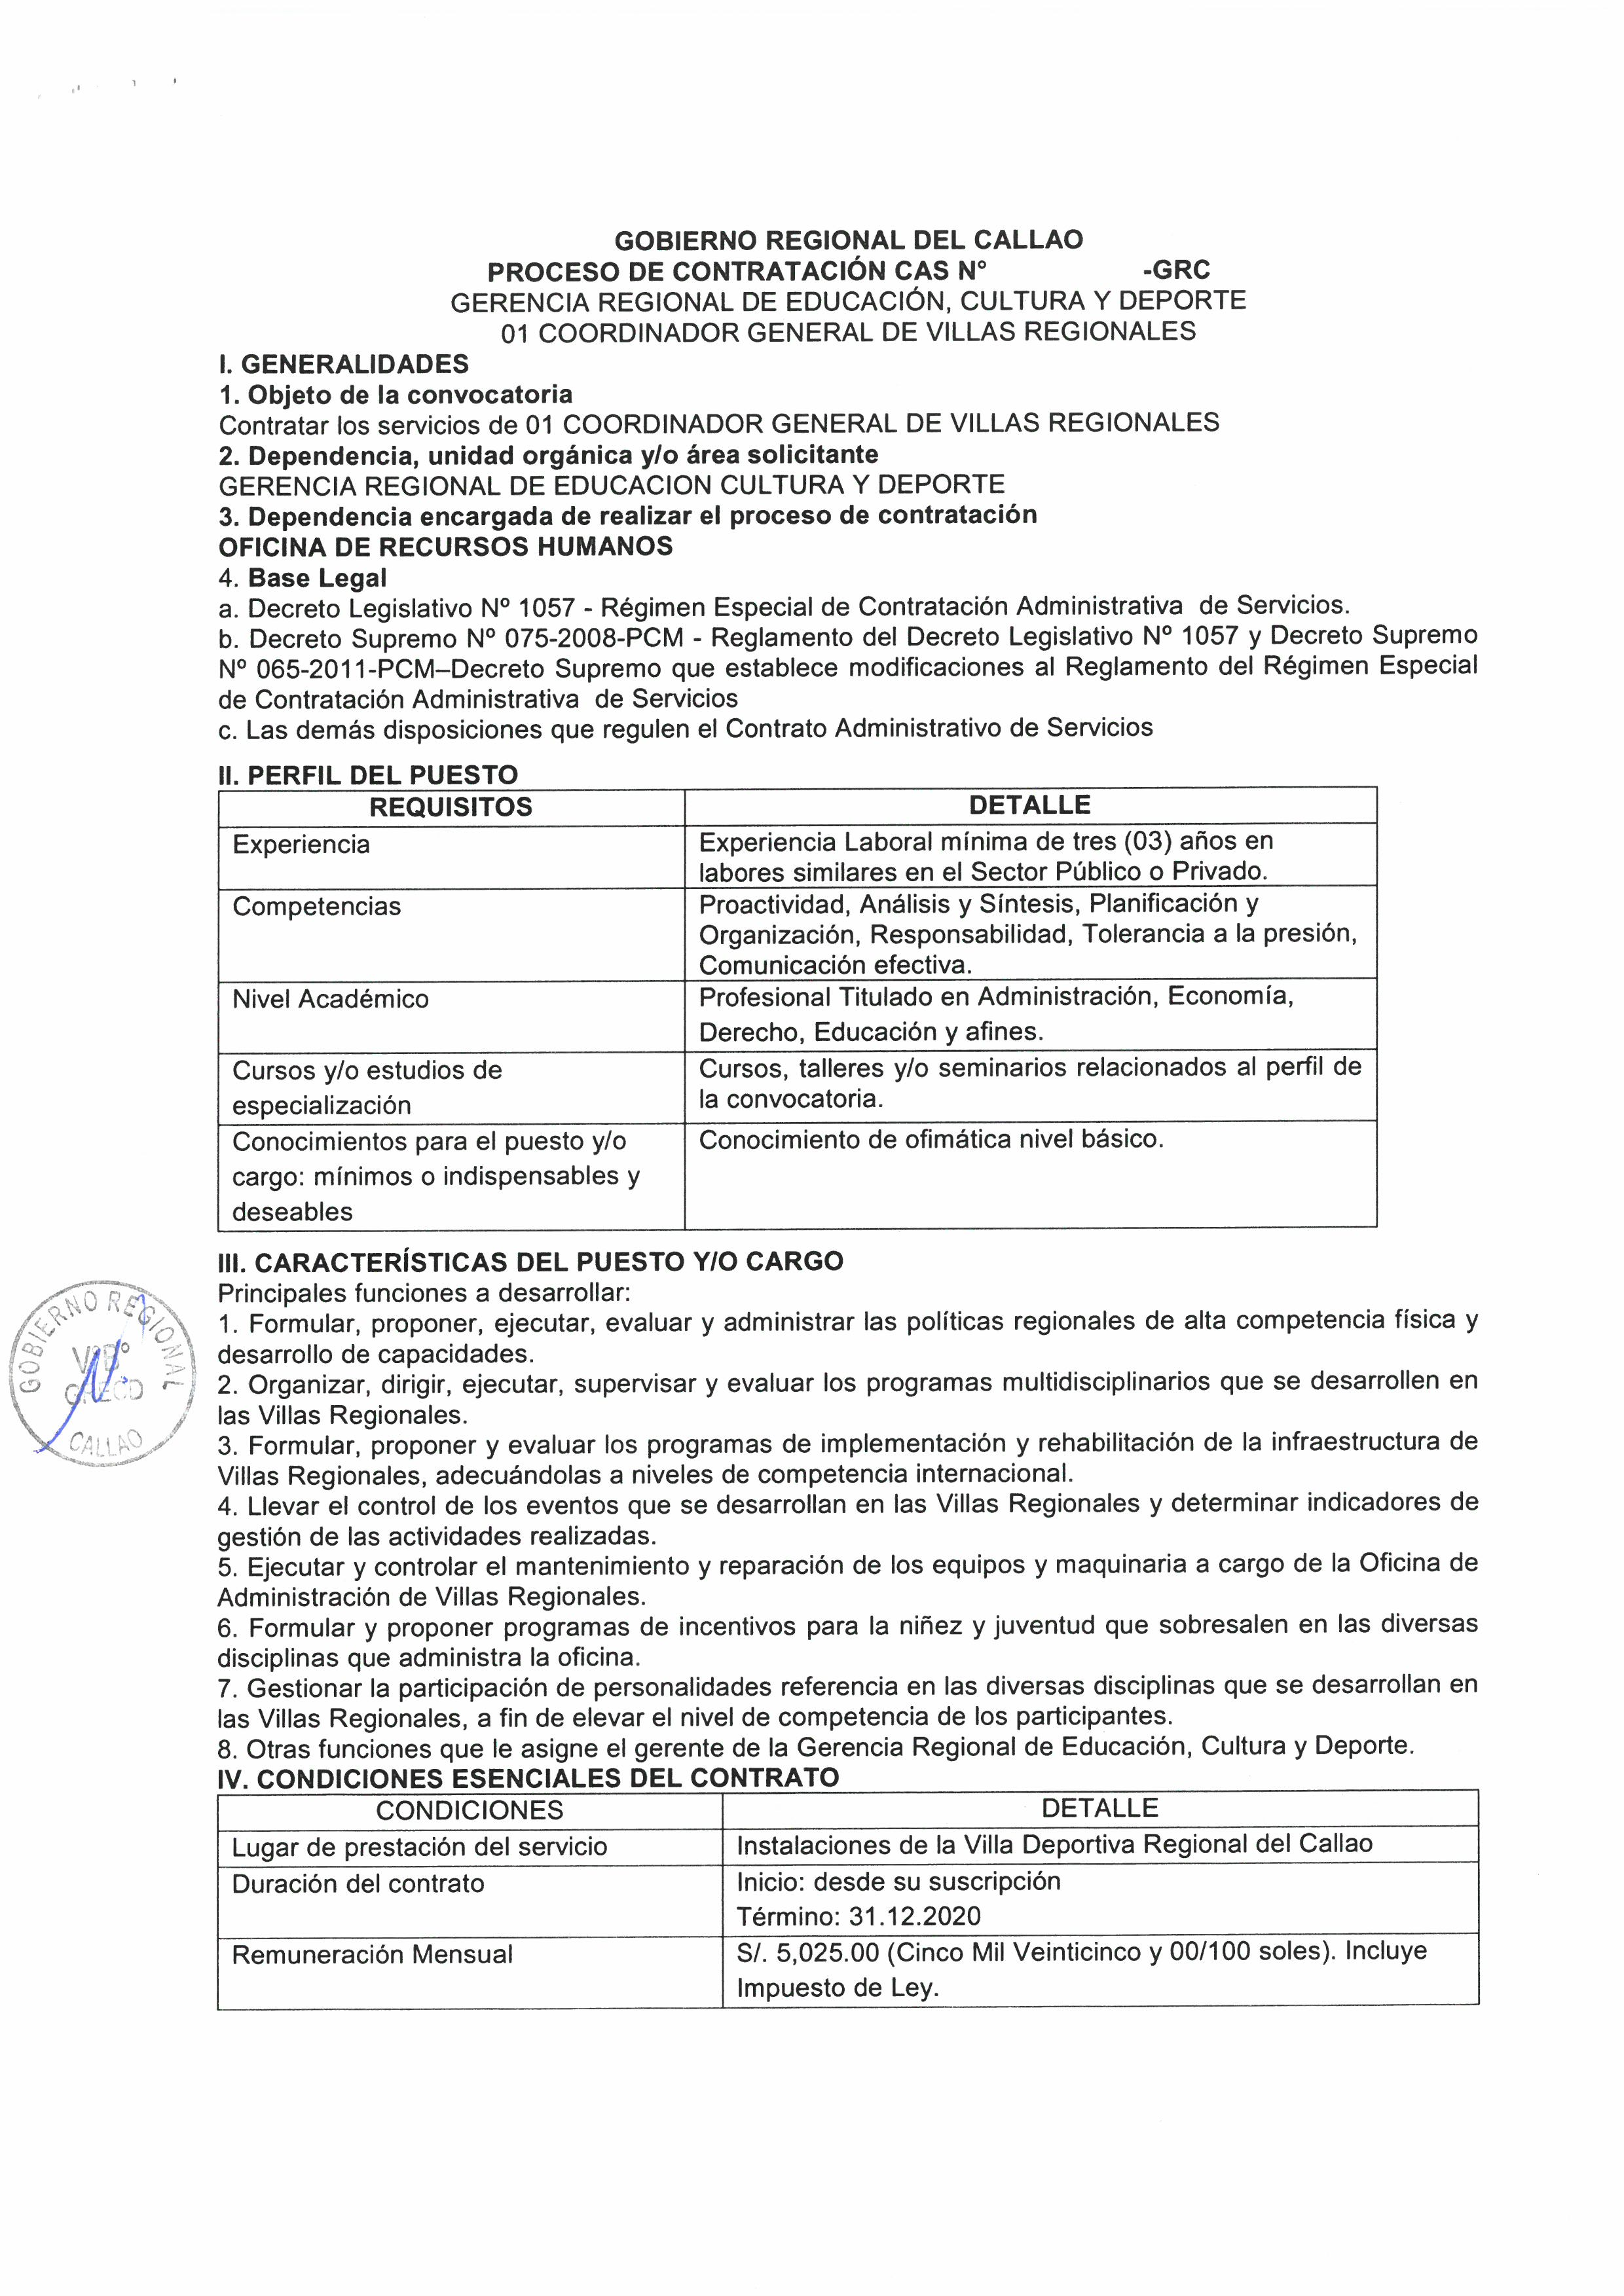 GOBIERNO REGIONAL DEL CALLAO
PROCESO DE CONTRATACIÓN CAS N° -GRC
GERENCIA REGIONAL DE EDUCACIÓN, CULTURA Y DEPORTE
01 COORDINADOR GENERAL DE VILLAS REGIONALES
I. GENERALIDADES
1. Objeto de la convocatoria
Contratar los servicios de 01 COORDINADOR GENERAL DE VILLAS REGIONALES
2. Dependencia, unidad orgánica y/o área solicitante
GERENCIA REGIONAL DE EDUCACION CULTURA Y DEPORTE
3. Dependencia encargada de realizar el proceso de contratación
OFICINA DE RECURSOS HUMANOS
4. Base Legal
a. Decreto Legislativo Nº 1057 - Régimen Especial de Contratación Administrativa de Servicios.
b. Decreto Supremo Nº 075-2008-PCM - Reglamento del Decreto Legislativo Nº 1057 y Decreto Supremo
Nº 065-2011-PCM–Decreto Supremo que establece modificaciones al Reglamento del Régimen Especial
de Contratación Administrativa de Servicios
c. Las demás disposiciones que regulen el Contrato Administrativo de Servicios
II. PERFIL DEL PUESTO
REQUISITOS DETALLE
Experiencia Experiencia Laboral mínima de tres (03) años en
labores similares en el Sector Público o Privado.
Competencias Proactividad, Análisis y Síntesis, Planificación y
Organización, Responsabilidad, Tolerancia a la presión,
Comunicación efectiva.
Nivel Académico Profesional Titulado en Administración, Economía,
Derecho, Educación y afines.
Cursos y/o estudios de Cursos, talleres y/o seminarios relacionados al perfil de
especialización la convocatoria.
Conocimientos para el puesto y/o Conocimiento de ofimática nivel básico.
cargo: mínimos o indispensables y
deseables
III. CARACTERÍSTICAS DEL PUESTO Y/O CARGO
Principales funciones a desarrollar:
1. Formular, proponer, ejecutar, evaluar y administrar las políticas regionales de alta competencia física y
desarrollo de capacidades.
2. Organizar, dirigir, ejecutar, supervisar y evaluar los programas multidisciplinarios que se desarrollen en
las Villas Regionales.
3. Formular, proponer y evaluar los programas de implementación y rehabilitación de la infraestructura de
Villas Regionales, adecuándolas a niveles de competencia internacional.
4. Llevar el control de los eventos que se desarrollan en las Villas Regionales y determinar indicadores de
gestión de las actividades realizadas.
5. Ejecutar y controlar el mantenimiento y reparación de los equipos y maquinaria a cargo de la Oficina de
Administración de Villas Regionales.
6. Formular y proponer programas de incentivos para la niñez y juventud que sobresalen en las diversas
disciplinas que administra la oficina.
7. Gestionar la participación de personalidades referencia en las diversas disciplinas que se desarrollan en
las Villas Regionales, a fin de elevar el nivel de competencia de los participantes.
8. Otras funciones que le asigne el gerente de la Gerencia Regional de Educación, Cultura y Deporte.
GOBIERNO REGIONAL
CALLAO
IV. CONDICIONES ESENCIALES DEL CONTRATO
CONDICIONES DETALLE
Lugar de prestación del servicio Instalaciones de la Villa Deportiva Regional del Callao
Duración del contrato Inicio: desde su suscripción
Término: 31.12.2020
Remuneración Mensual S/. 5,025.00 (Cinco Mil Veinticinco y 00/100 soles). Incluye
Impuesto de Ley.